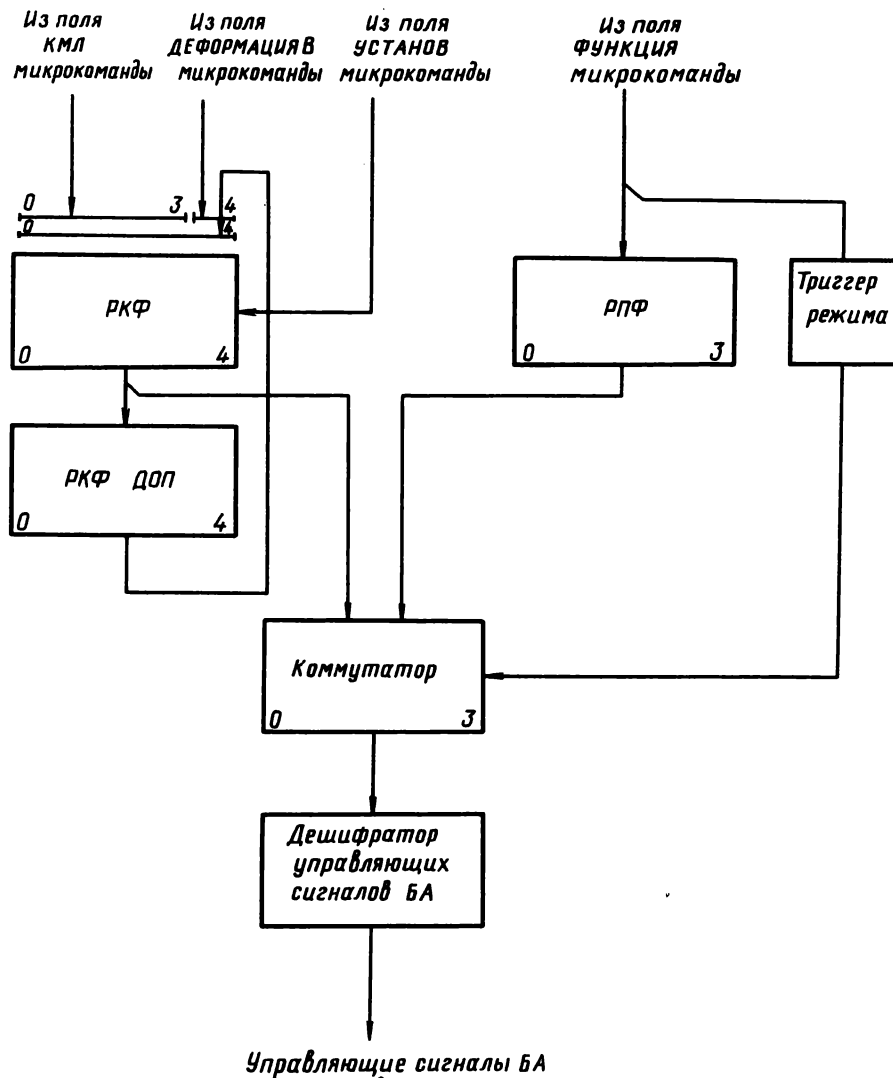 Из поля
КМЛ
микрокоманды
Из поля
ДЕФОРМАЦИЯ В
микрокоманды
Из поля
УСТАНОВ
микрокоманды
Из поля
ФУНКЦИЯ
микрокоманды
0 3 4
0 4
РКФ
0 4
РПФ
0 3
Триггер
режима
РКФ ДОП
0 4
Коммутатор
0 3
Дешифратор
управляющих
сигналов БА
Управляющие сигналы БА